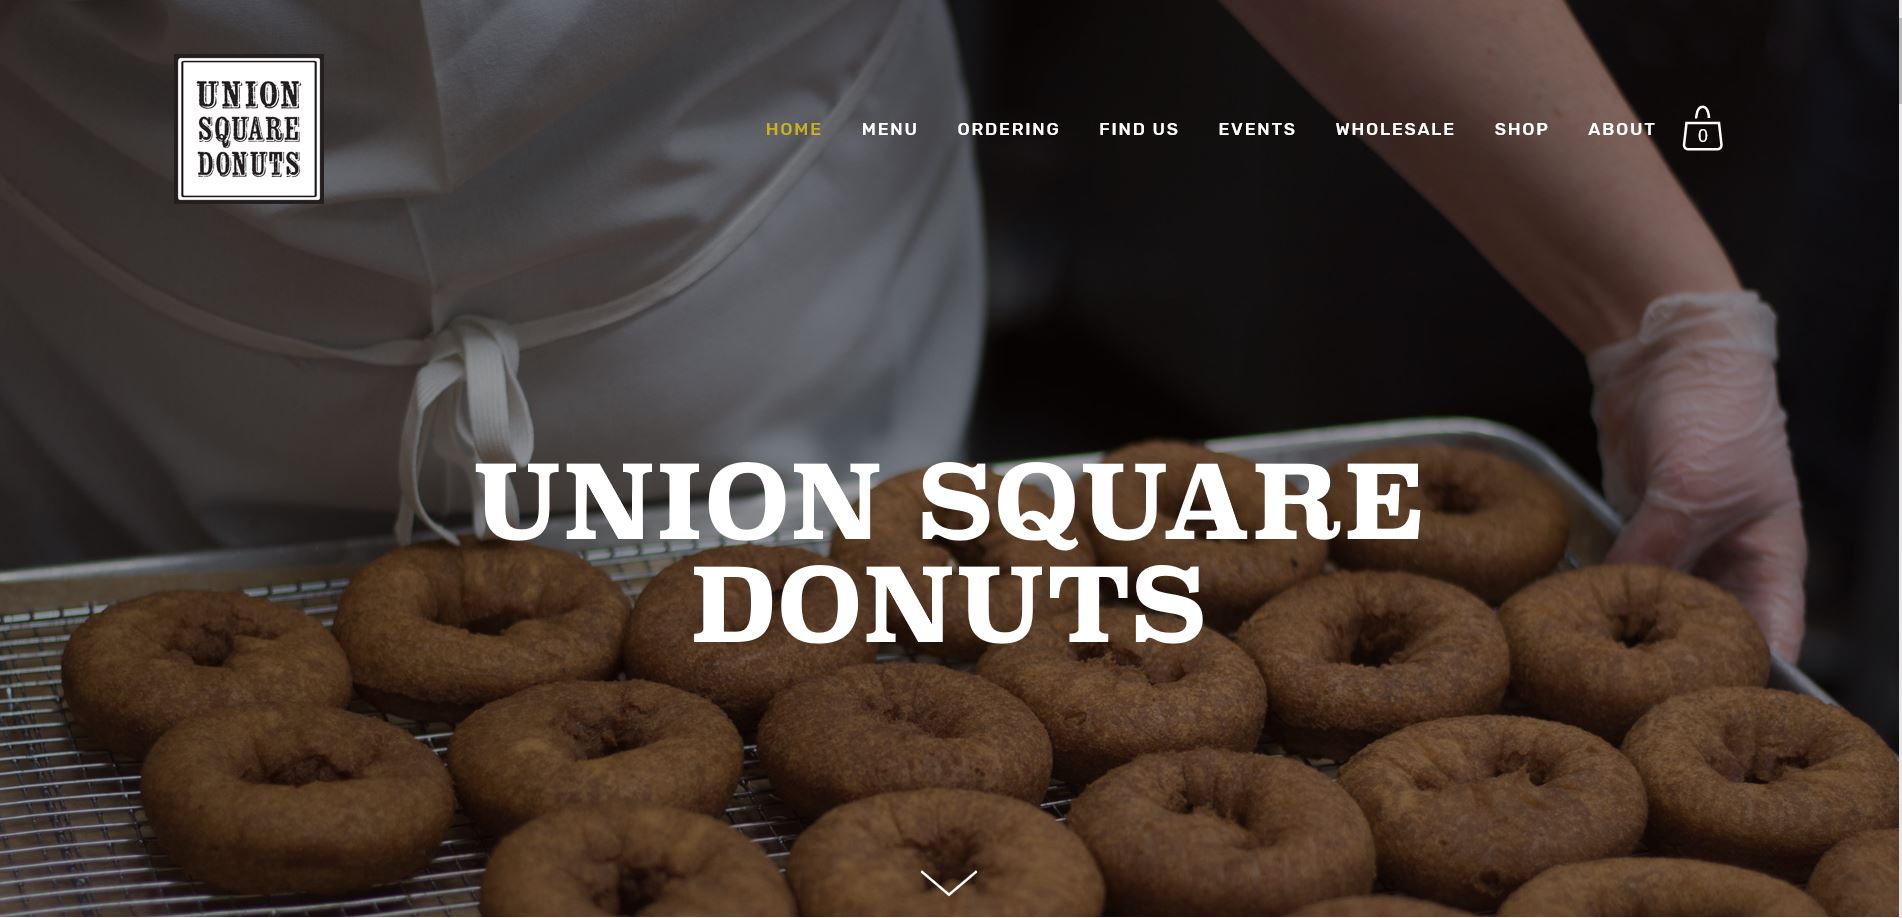 UNION
SQUARE
DONUTS
HOME MENU ORDERING FIND US EVENTS WHOLESALE SHOP ABOUT 0
UNION SQUARE
DONUTS